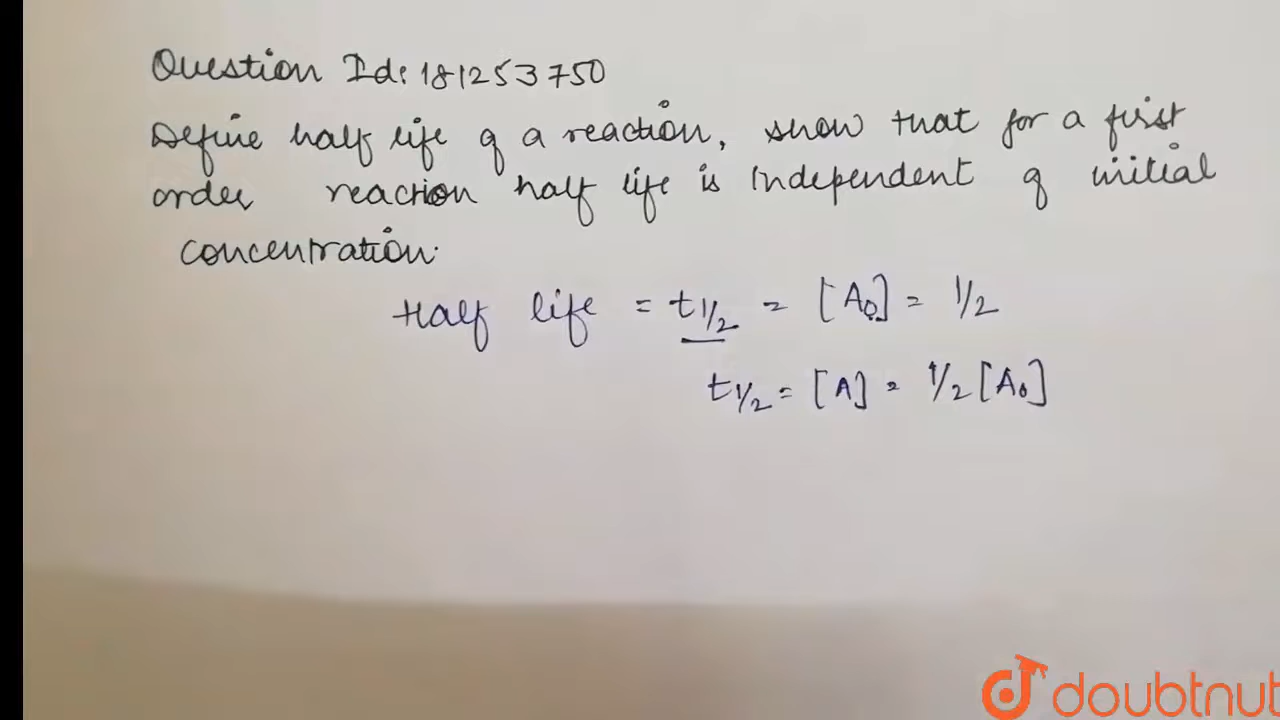 Question Id: 181253750
Define half life of a reaction, show that for a first
order reaction half life is independent of initial
concentration.
Half life = t1/2 = [A0] = 1/2
t1/2 = [A] = 1/2 [A0]
doubtnut